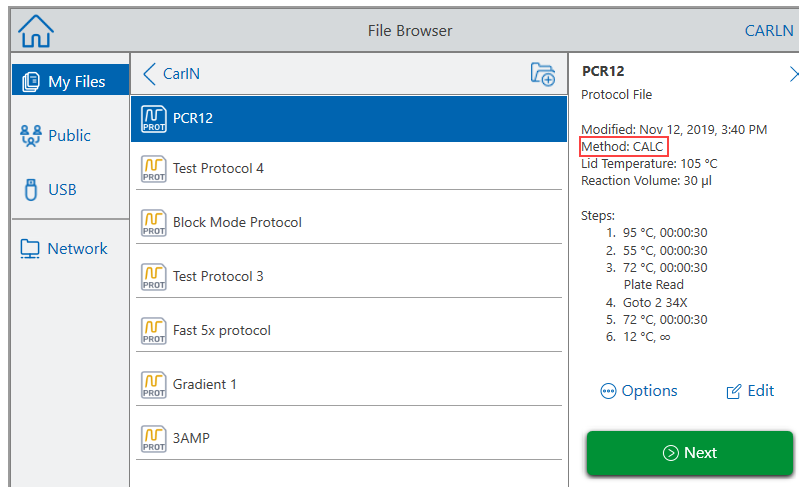 File Browser
CARLN
My Files
Public
USB
Network
CarIN
PROT PCR12
PROT Test Protocol 4
PROT Block Mode Protocol
PROT Test Protocol 3
PROT Fast 5x protocol
PROT Gradient 1
PROT 3AMP
PCR12
Protocol File
Modified: Nov 12, 2019, 3:40 PM
Method: CALC
Lid Temperature: 105 °C
Reaction Volume: 30 µl
Steps:
1. 95 °C, 00:00:30
2. 55 °C, 00:00:30
3. 72 °C, 00:00:30
Plate Read
4. Goto 2 34X
5. 72 °C, 00:00:30
6. 12 °C, ∞
Options
Edit
Next